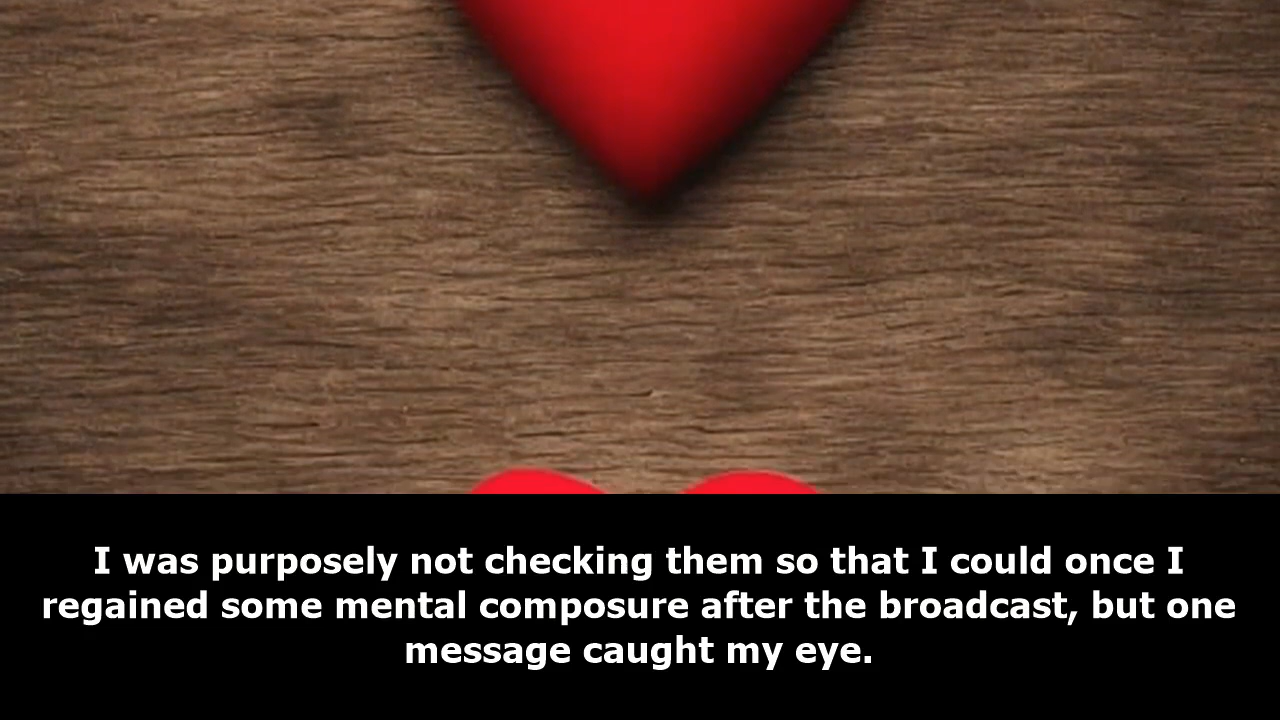 I was purposely not checking them so that I could once I
regained some mental composure after the broadcast, but one
message caught my eye.